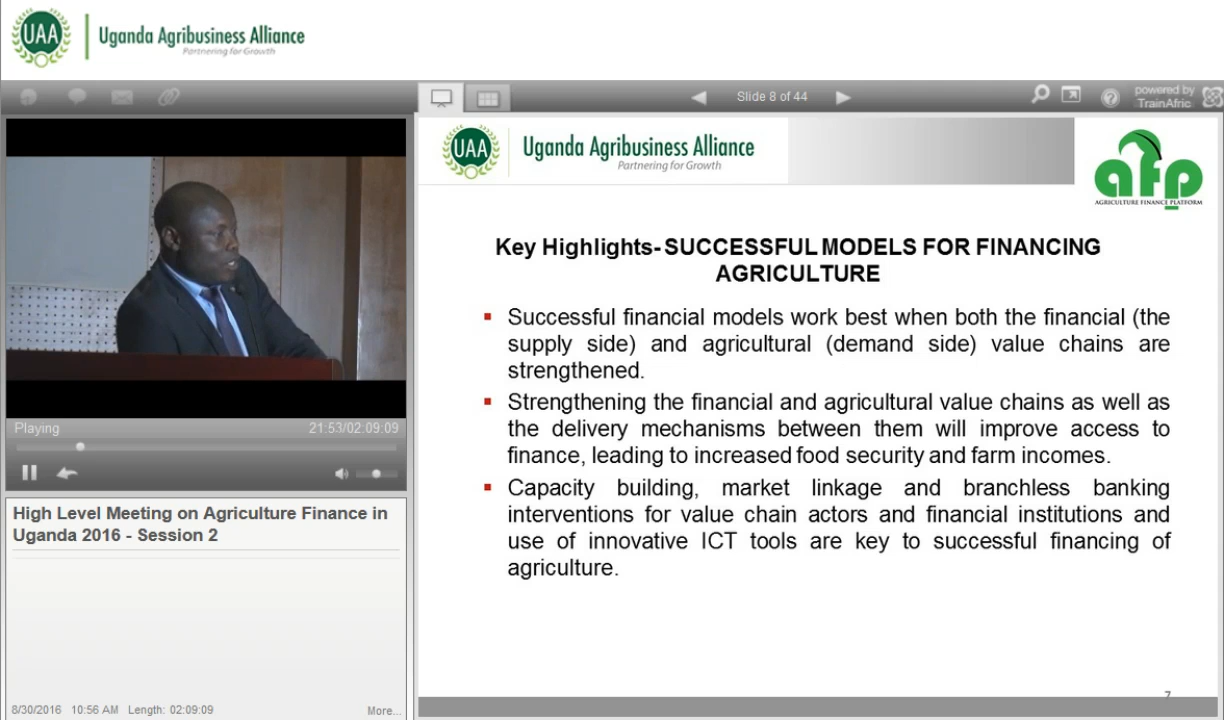 UAA
Uganda Agribusiness Alliance
Partnering for Growth
Slide 8 of 44
powered by
TrainAfric
UAA
Uganda Agribusiness Alliance
Partnering for Growth
afp
AGRICULTURE FINANCE PLATFORM
Key Highlights- SUCCESSFUL MODELS FOR FINANCING
AGRICULTURE
Successful financial models work best when both the financial (the
supply side) and agricultural (demand side) value chains are
strengthened.
Strengthening the financial and agricultural value chains as well as
the delivery mechanisms between them will improve access to
finance, leading to increased food security and farm incomes.
Capacity building, market linkage and branchless banking
interventions for value chain actors and financial institutions and
use of innovative ICT tools are key to successful financing of
agriculture.
7
Playing
21:53/02:09:09
High Level Meeting on Agriculture Finance in
Uganda 2016 - Session 2
8/30/2016 10:56 AM Length: 02:09:09
More...